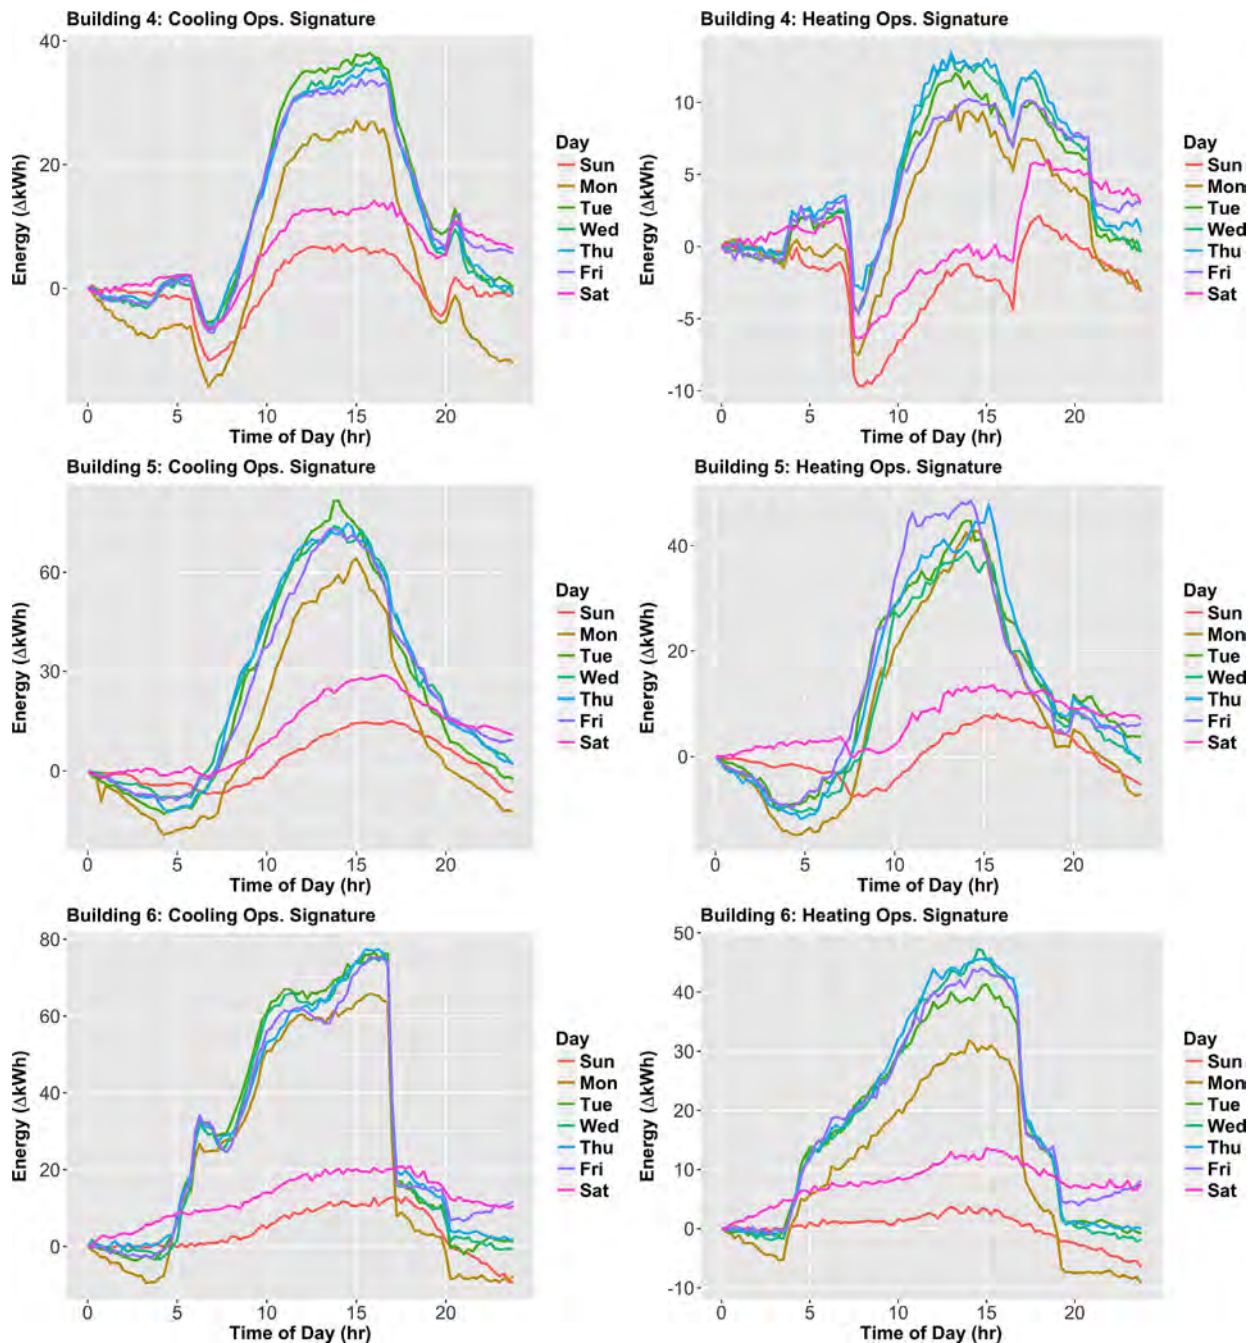 Building 4: Cooling Ops. Signature
Energy (ΔkWh)
40
20
0
0 5 10 15 20
Time of Day (hr)
Day
Sun
Mon
Tue
Wed
Thu
Fri
Sat
Building 4: Heating Ops. Signature
Energy (ΔkWh)
10
5
0
-5
-10
0 5 10 15 20
Time of Day (hr)
Day
Sun
Mon
Tue
Wed
Thu
Fri
Sat
Building 5: Cooling Ops. Signature
Energy (ΔkWh)
60
30
0
0 5 10 15 20
Time of Day (hr)
Day
Sun
Mon
Tue
Wed
Thu
Fri
Sat
Building 5: Heating Ops. Signature
Energy (ΔkWh)
40
20
0
0 5 10 15 20
Time of Day (hr)
Day
Sun
Mon
Tue
Wed
Thu
Fri
Sat
Building 6: Cooling Ops. Signature
Energy (ΔkWh)
80
60
40
20
0
0 5 10 15 20
Time of Day (hr)
Day
Sun
Mon
Tue
Wed
Thu
Fri
Sat
Building 6: Heating Ops. Signature
Energy (ΔkWh)
50
40
30
20
10
0
-10
0 5 10 15 20
Time of Day (hr)
Day
Sun
Mon
Tue
Wed
Thu
Fri
Sat